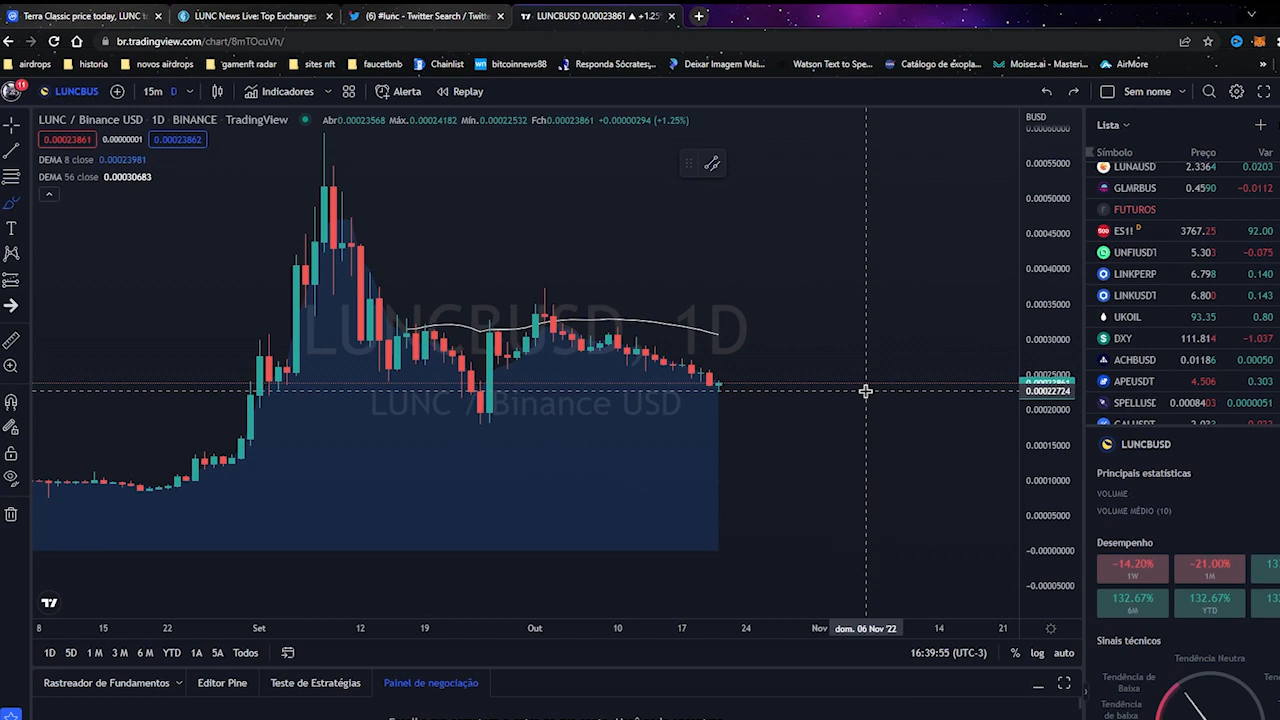 Terra Classic price today, LUNC to
LUNC News Live: Top Exchanges
(6) #lunc - Twitter Search / Twitte
LUNCBUSD 0.00023861 ▲ +1.25%
br.tradingview.com/chart/8mTOcuVh/
airdrops
historia
novos airdrops
gamenft radar
sites nft
faucetbnb
Chainlist
bitcoinnews88
Responda Sócrates,...
Deixar Imagem Mai...
Watson Text to Spe...
Catálogo de exopla...
Moises.ai - Masteri...
AirMore
11
LUNCBUS
15m
D
Indicadores
Alerta
Replay
Sem nome
LUNC / Binance USD · 1D · BINANCE · TradingView
Abr0.00023568 Máx.0.00024182 Mín.0.00022532 Fch0.00023861 +0.00000294 (+1.25%)
0.00023861
0.00000001
0.00023862
DEMA 8 close 0.00023981
DEMA 56 close 0.00030683
LUNCBUSD, 1D
LUNC / Binance USD
BUSD
0.00060000
0.00055000
0.00050000
0.00045000
0.00040000
0.00035000
0.00030000
0.00025000
0.00023861
0.00022724
0.00020000
0.00015000
0.00010000
0.00005000
−0.00000000
−0.00005000
8
15
22
Set
12
19
Out
10
17
24
Nov
dom. 06 Nov '22
14
21
1D
5D
1 M
3 M
6 M
YTD
1A
5A
Todos
16:39:55 (UTC-3)
%
log
auto
Rastreador de Fundamentos
Editor Pine
Teste de Estratégias
Painel de negociação
Lista
Símbolo Preço Var
LUNAUSD 2.3364 0.0203
GLMRBUS 0.4590 −0.0112
FUTUROS
ES1! D 3767.25 92.00
UNFIUSDT 5.303 −0.075
LINKPERP 6.798 0.140
LINKUSDT 6.800 0.143
UKOIL 93.35 0.80
DXY 111.814 −1.037
ACHBUSD 0.01186 0.00050
APEUSDT 4.506 0.303
SPELLUSD 0.0008403 0.0000051
LUNCBUSD
Principais estatísticas
VOLUME
VOLUME MÉDIO (10)
Desempenho
−14.20%
1W
−21.00%
1M
132.67%
6M
132.67%
YTD
Sinais técnicos
Tendência Neutra
Tendência de Baixa
Tendência de baixa